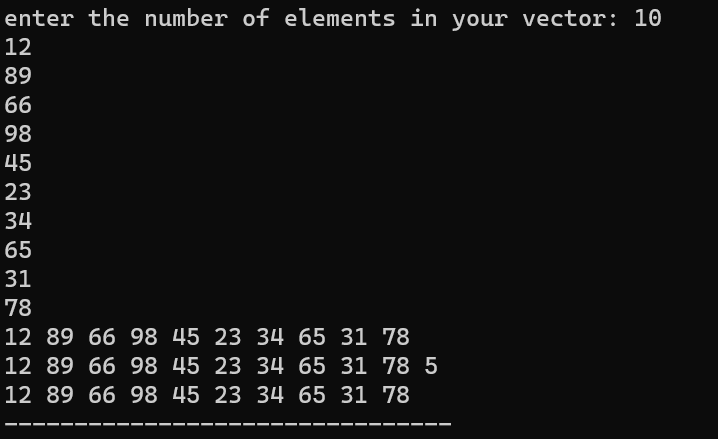 enter the number of elements in your vector: 10
12
89
66
98
45
23
34
65
31
78
12 89 66 98 45 23 34 65 31 78
12 89 66 98 45 23 34 65 31 78 5
12 89 66 98 45 23 34 65 31 78
--------------------------------